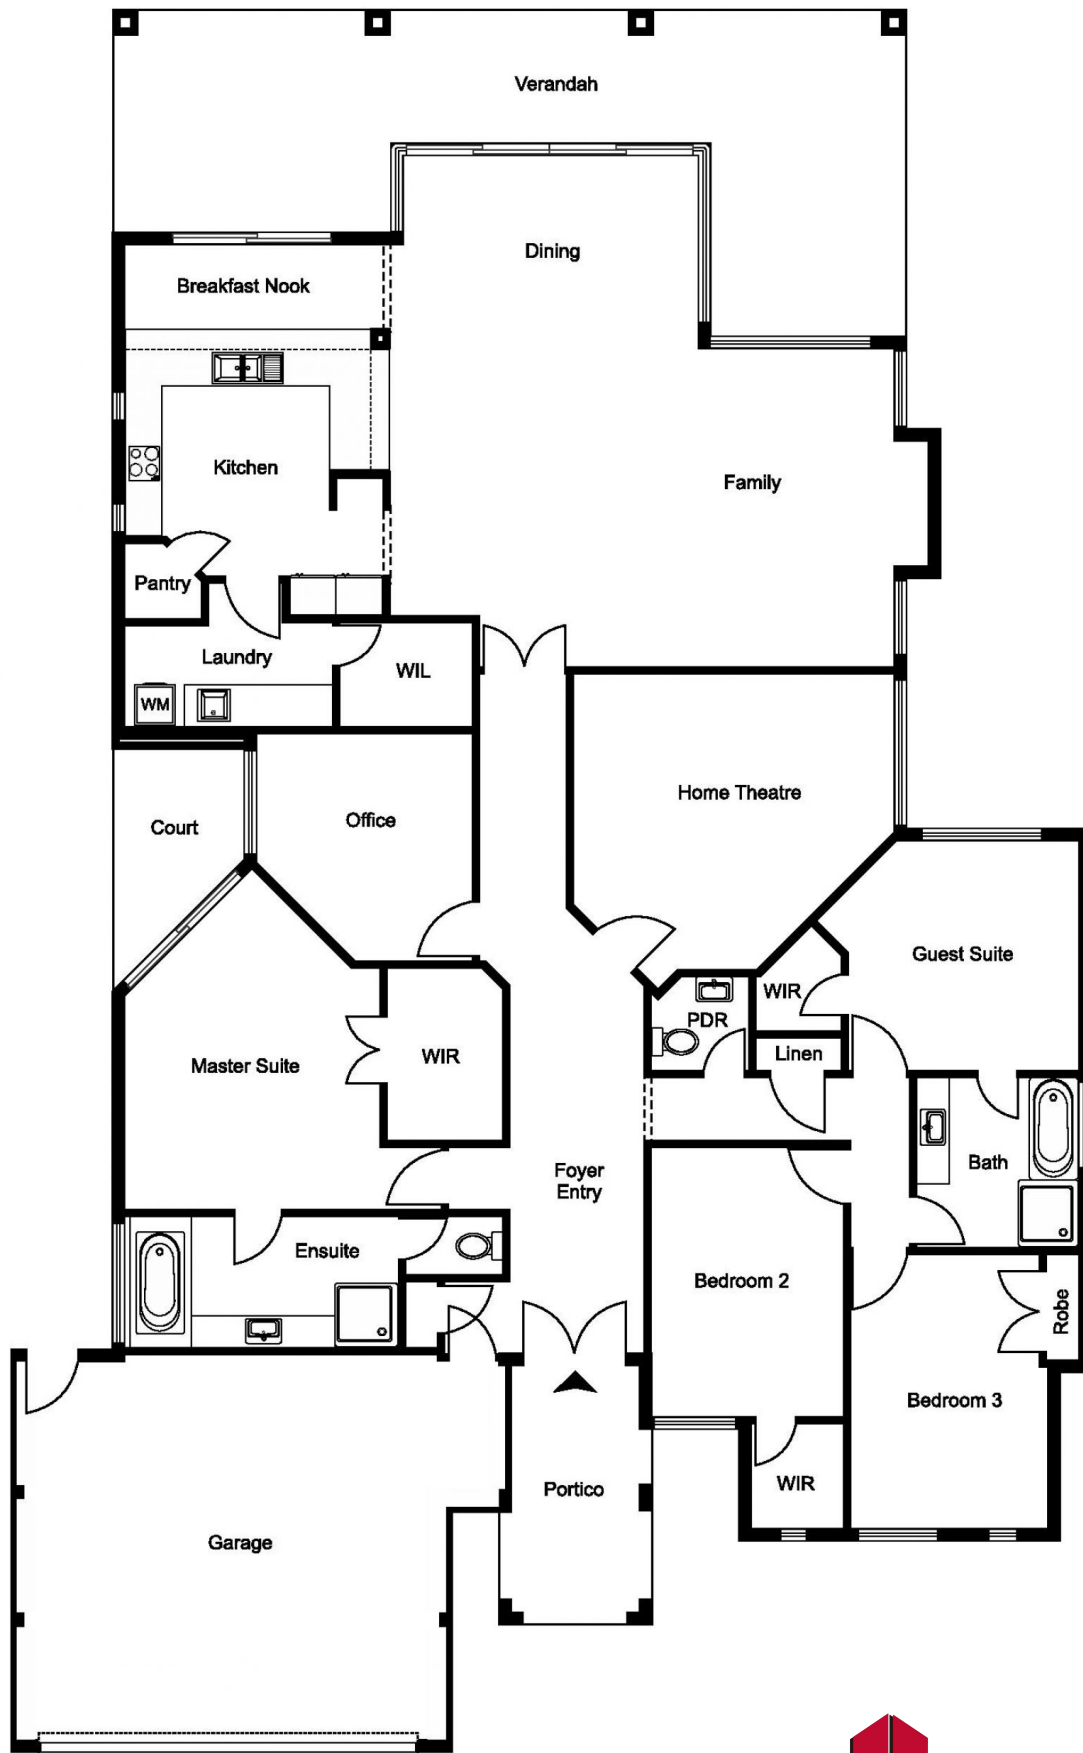 Verandah
Dining
Breakfast Nook
Kitchen
Family
Pantry
Laundry
WIL
WM
Home Theatre
Office
Court
Guest Suite
WIR
PDR
Linen
WIR
Master Suite
Bath
Foyer
Entry
Ensuite
Bedroom 2
Robe
Bedroom 3
WIR
Portico
Garage